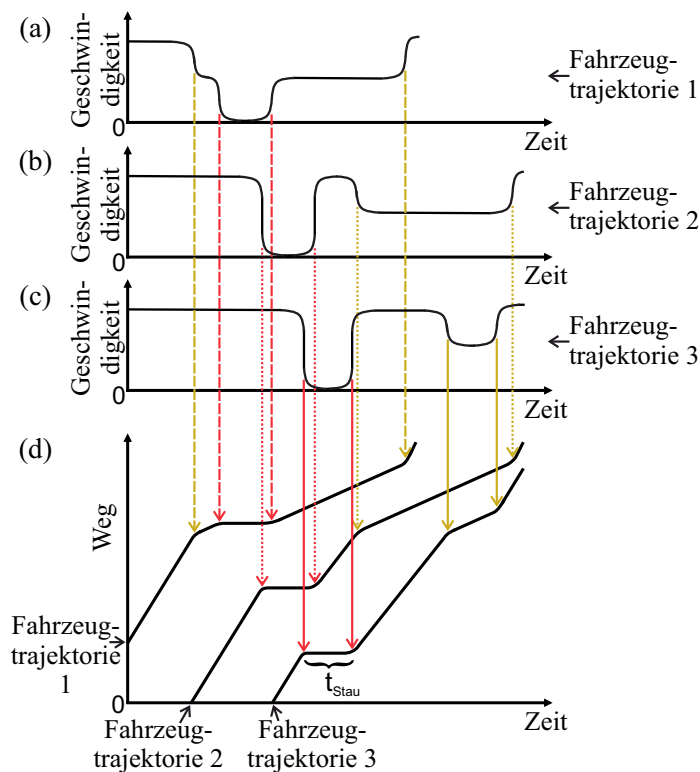 (a)
Geschwin-
digkeit
0
Zeit
Fahrzeug-
trajektorie 1
(b)
Geschwin-
digkeit
0
Zeit
Fahrzeug-
trajektorie 2
(c)
Geschwin-
digkeit
0
Zeit
Fahrzeug-
trajektorie 3
(d)
Weg
Fahrzeug-
trajektorie
1
0
tStau
Zeit
Fahrzeug-
trajektorie 2
Fahrzeug-
trajektorie 3